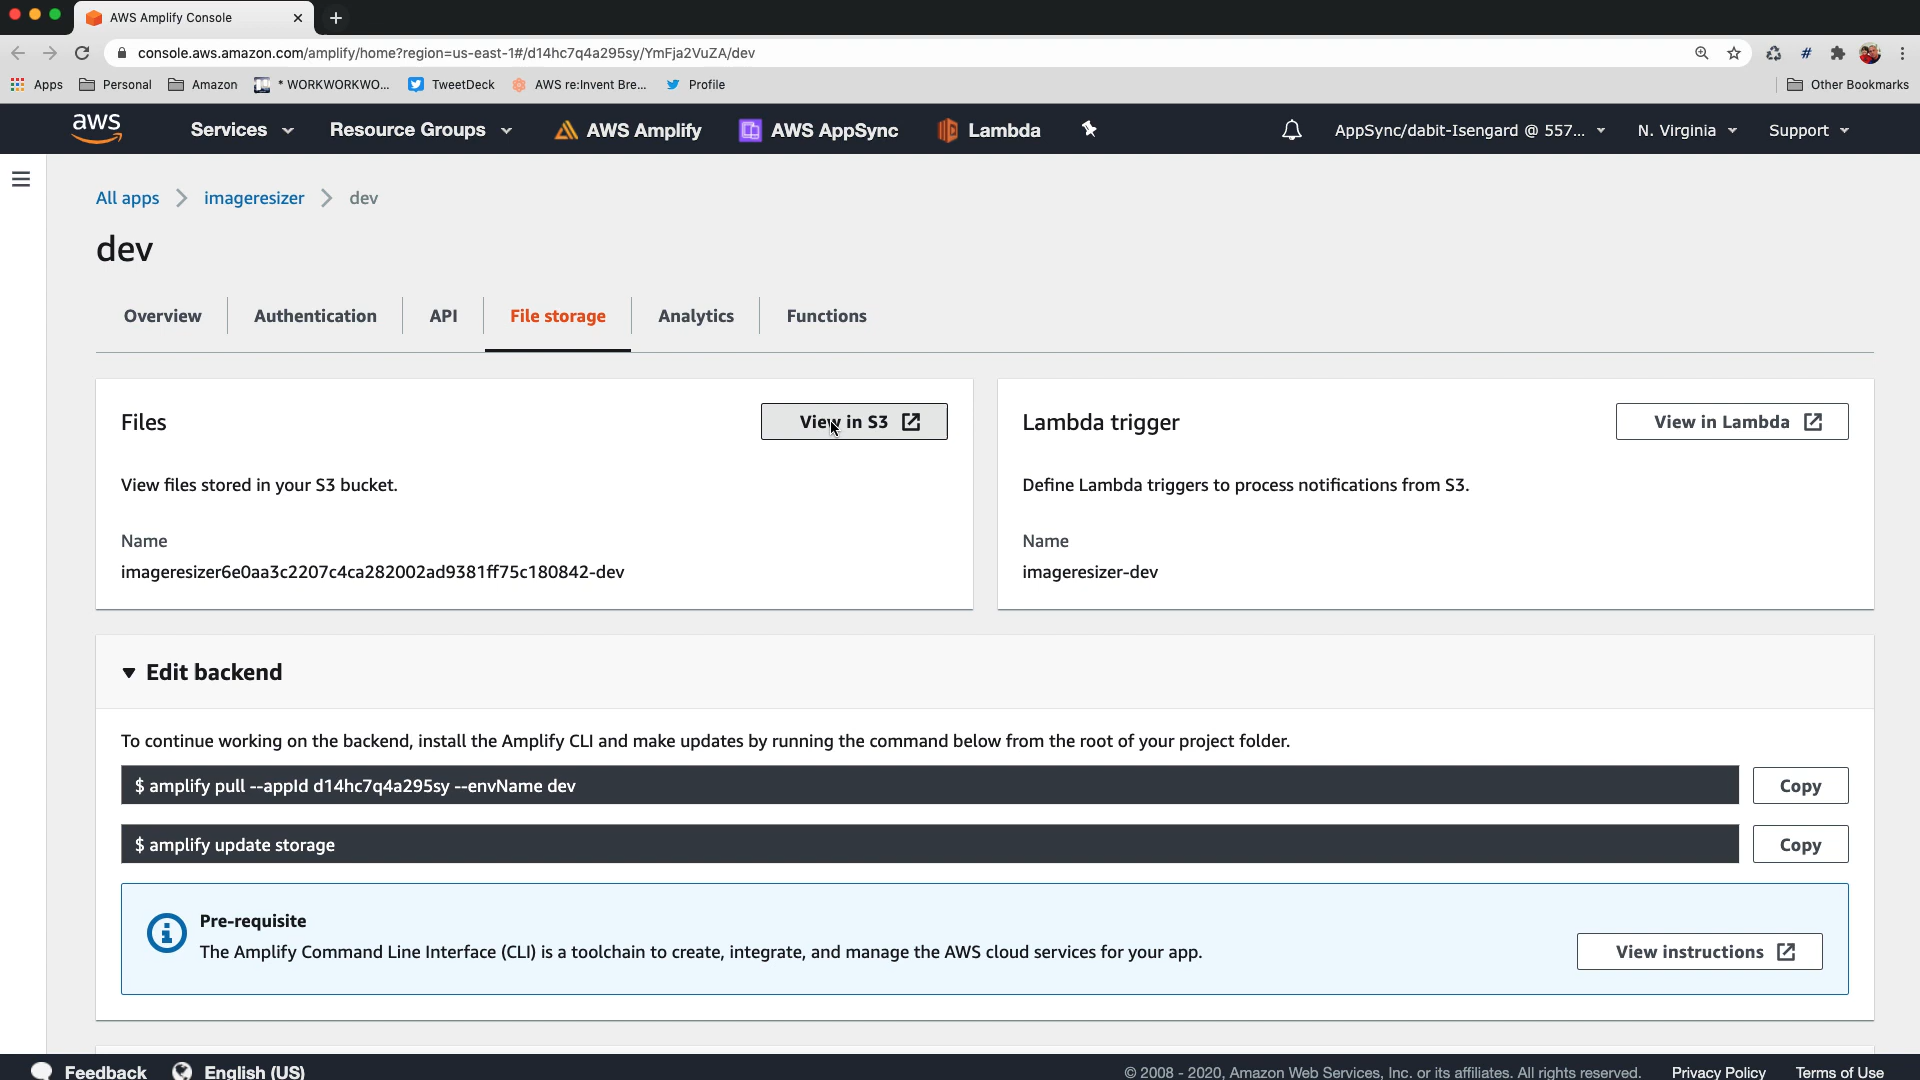 AWS Amplify Console
console.aws.amazon.com/amplify/home?region=us-east-1#/d14hc7q4a295sy/YmFja2VuZA/dev
Apps Personal Amazon * WORKWORKWO... TweetDeck AWS re:Invent Bre... Profile Other Bookmarks
aws Services Resource Groups AWS Amplify AWS AppSync Lambda AppSync/dabit-Isengard @ 557... N. Virginia Support
All apps imageresizer dev
dev
Overview Authentication API File storage Analytics Functions
Files View in S3
View files stored in your S3 bucket.
Name
imageresizer6e0aa3c2207c4ca282002ad9381ff75c180842-dev
Lambda trigger View in Lambda
Define Lambda triggers to process notifications from S3.
Name
imageresizer-dev
Edit backend
To continue working on the backend, install the Amplify CLI and make updates by running the command below from the root of your project folder.
$ amplify pull --appId d14hc7q4a295sy --envName dev Copy
$ amplify update storage Copy
Pre-requisite
The Amplify Command Line Interface (CLI) is a toolchain to create, integrate, and manage the AWS cloud services for your app.
View instructions
Feedback English (US) © 2008 - 2020, Amazon Web Services, Inc. or its affiliates. All rights reserved. Privacy Policy Terms of Use